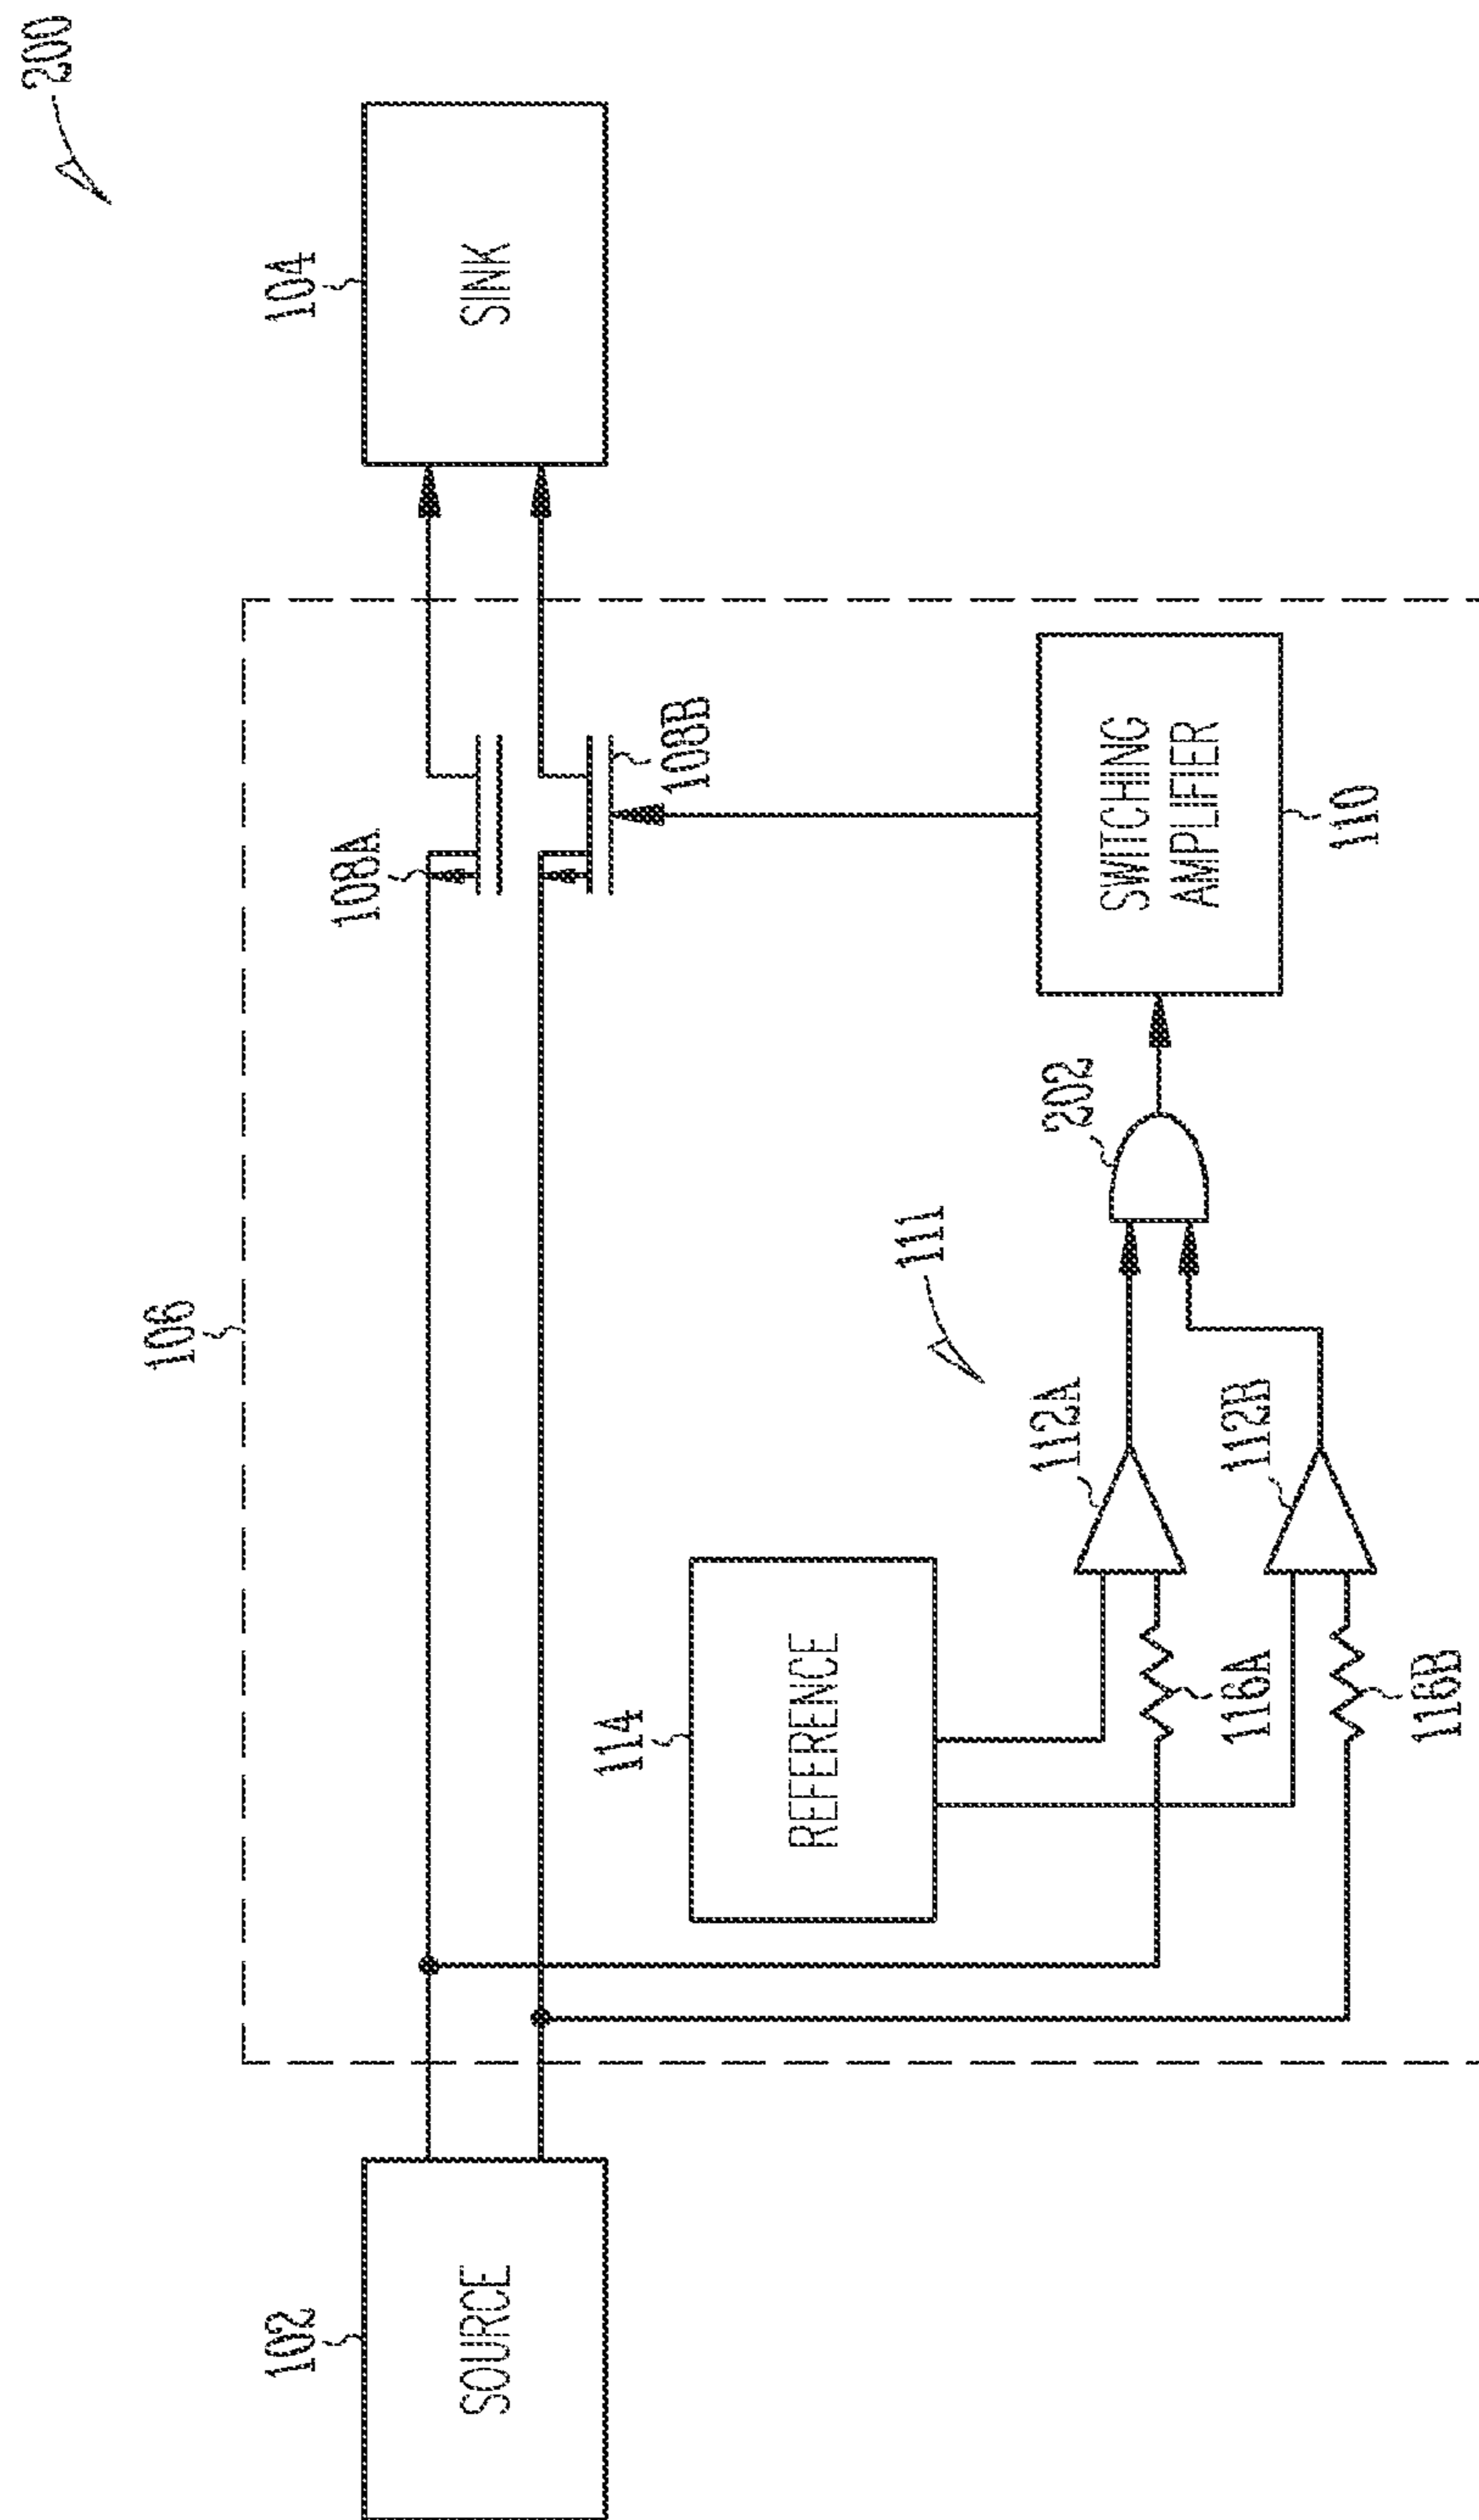 200
106
102
SOURCE
104
SINK
108A
108B
114
REFERENCE
111
112A
202
SWITCHING
AMPLIFIER
110
116A
112B
116B